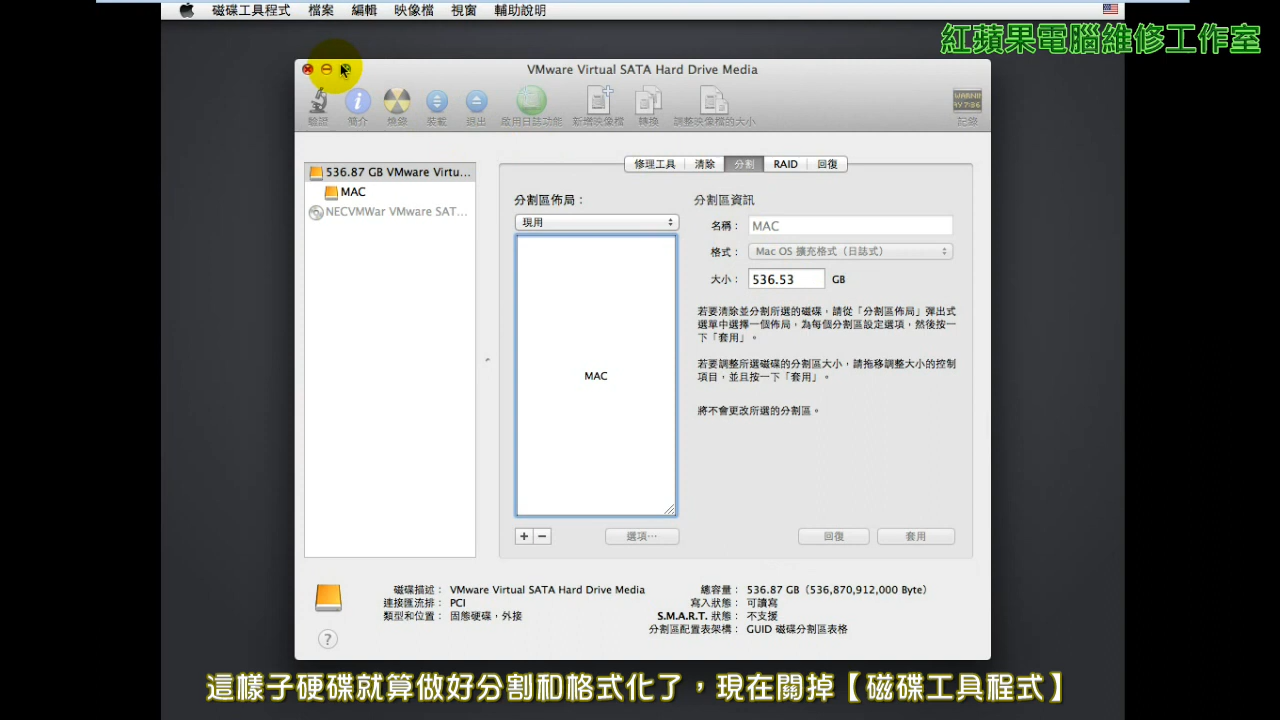 磁碟工具程式 檔案 編輯 映像檔 視窗 輔助說明
紅蘋果電腦維修工作室
VMware Virtual SATA Hard Drive Media
驗證 簡介 燒錄 裝載 退出 啟用日誌功能 新增映像檔 轉換 調整映像檔的大小 記錄
536.87 GB VMware Virtu...
MAC
NECVMWar VMware SAT...
修理工具 清除 分割 RAID 回復
分割區佈局：
現用
MAC
分割區資訊
名稱： MAC
格式： Mac OS 擴充格式（日誌式）
大小： 536.53 GB
若要清除並分割所選的磁碟，請從「分割區佈局」彈出式
選單中選擇一個佈局，為每個分割區設定選項，然後按一
下「套用」。
若要調整所選磁碟的分割區大小，請拖移調整大小的控制
項目，並且按一下「套用」。
將不會更改所選的分割區。
+ − 選項… 回復 套用
磁碟描述： VMware Virtual SATA Hard Drive Media
連接匯流排： PCI
類型和位置： 固態硬碟，外接
總容量： 536.87 GB（536,870,912,000 Byte）
寫入狀態： 可讀寫
S.M.A.R.T. 狀態： 不支援
分割區配置表架構： GUID 磁碟分割區表格
?
這樣子硬碟就算做好分割和格式化了，現在關掉【磁碟工具程式】